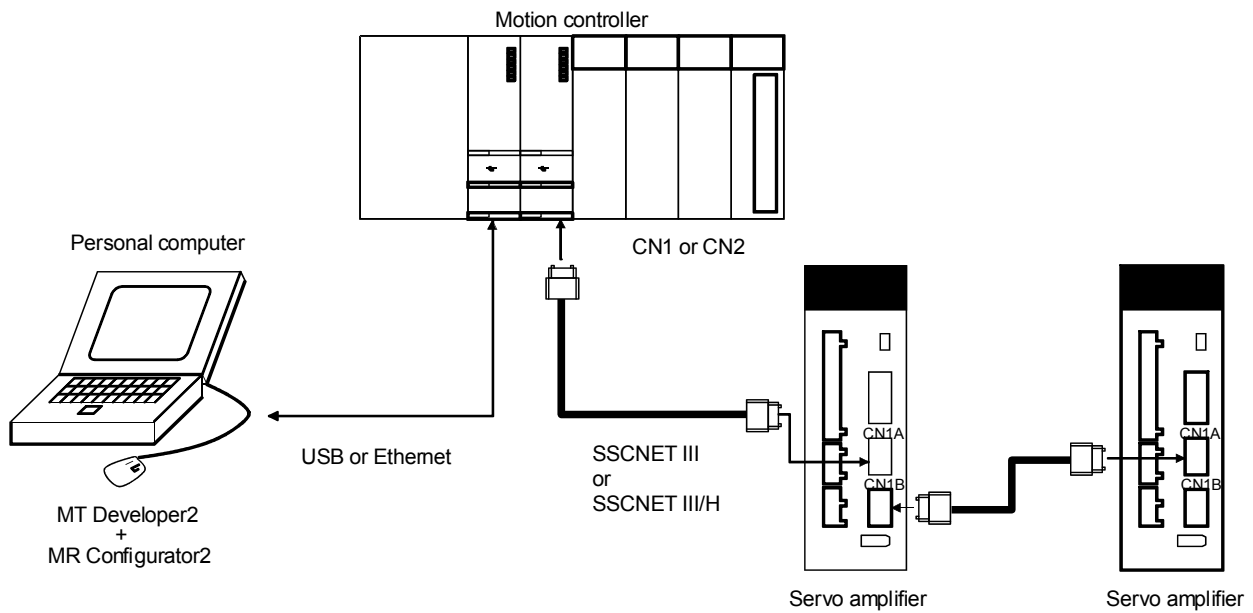 Motion controller
Personal computer
CN1 or CN2
USB or Ethernet
SSCNET III
or
SSCNET III/H
CN1A
CN1B
CN1A
CN1B
MT Developer2
+
MR Configurator2
Servo amplifier
Servo amplifier